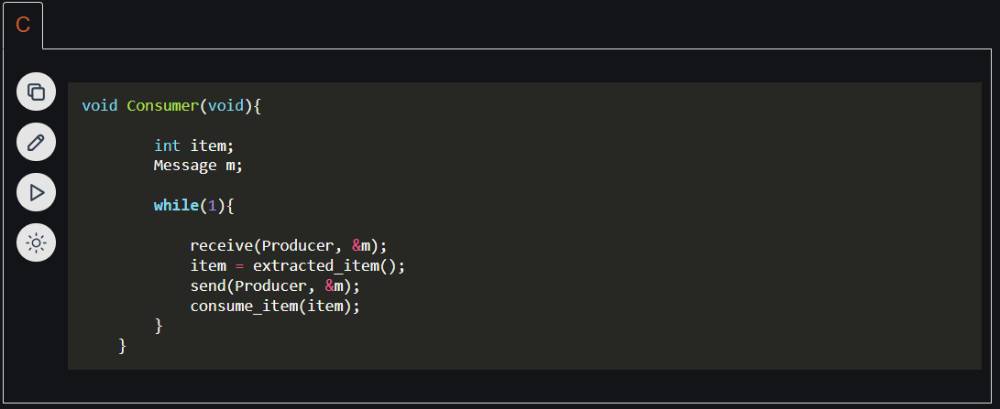 C
void Consumer(void){
int item;
Message m;
while(1){
receive(Producer, &m);
item = extracted_item();
send(Producer, &m);
consume_item(item);
}
}